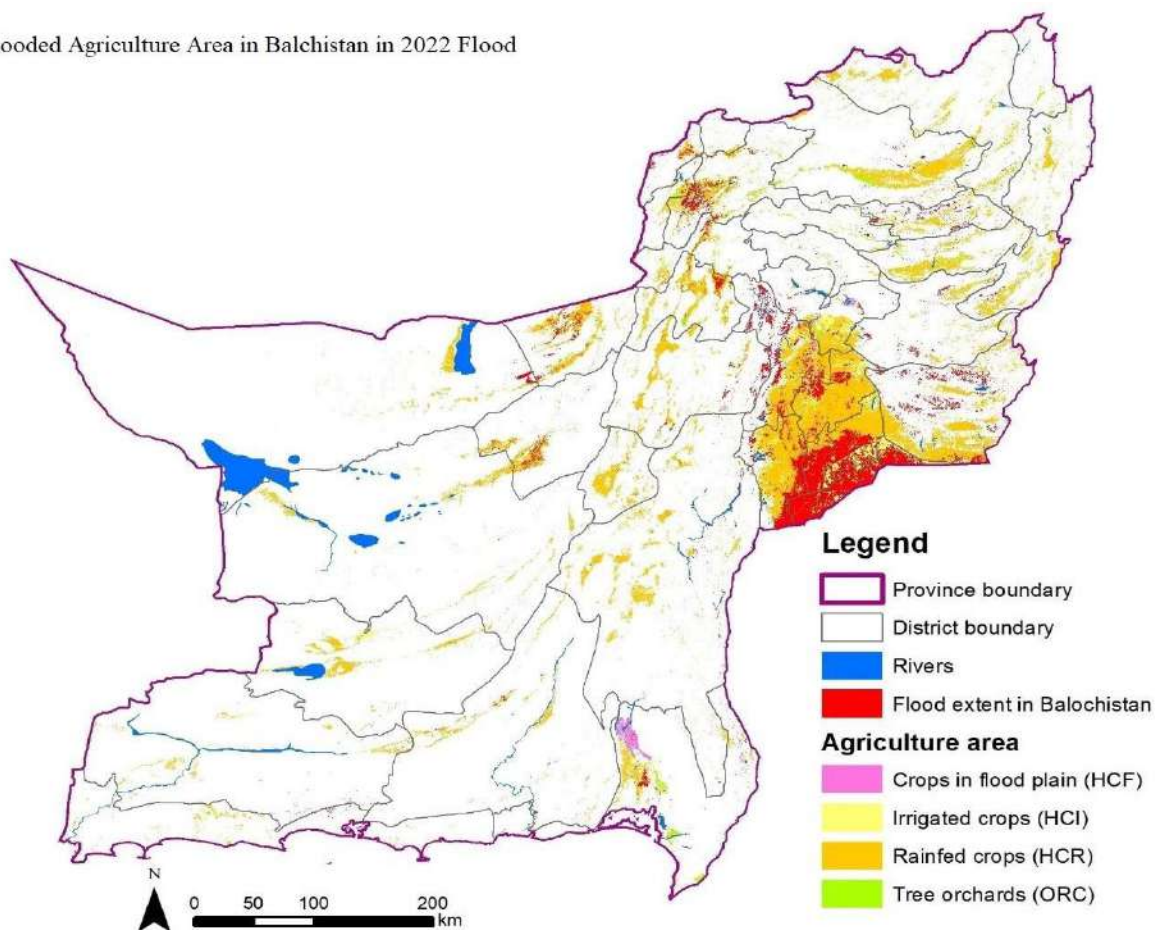 ooded Agriculture Area in Balchistan in 2022 Flood
Legend
Province boundary
District boundary
Rivers
Flood extent in Balochistan
Agriculture area
Crops in flood plain (HCF)
Irrigated crops (HCI)
Rainfed crops (HCR)
Tree orchards (ORC)
N
0 50 100 200
km